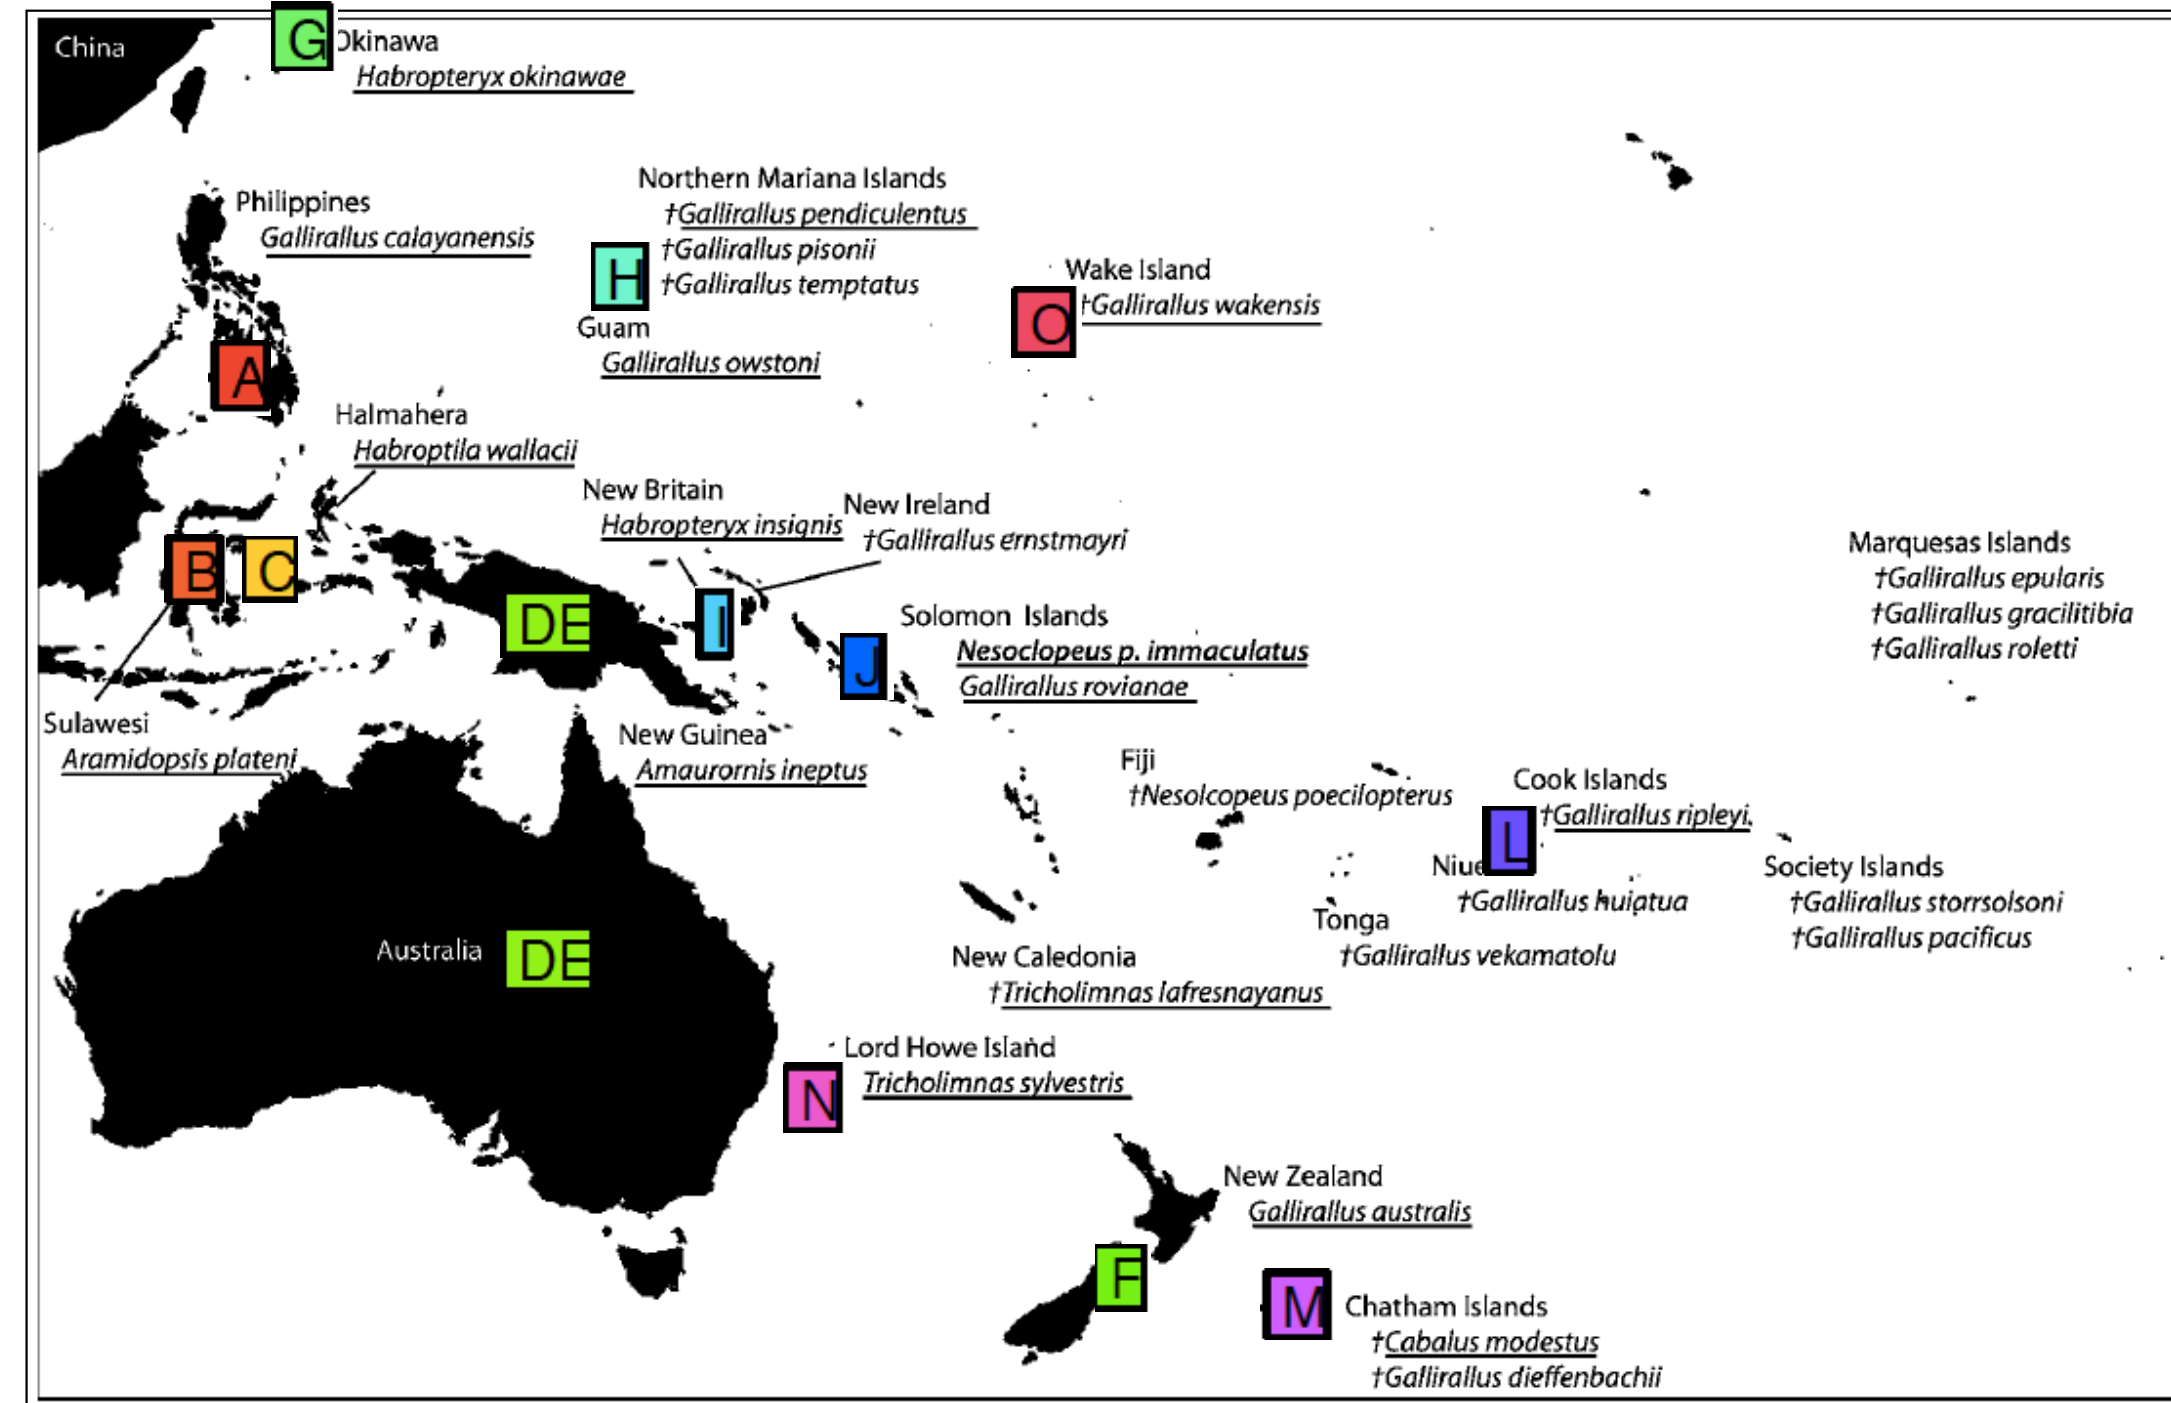 China
G
Okinawa
Habropteryx okinawae
Philippines
Gallirallus calayanensis
Northern Mariana Islands
†Gallirallus pendiculentus
†Gallirallus pisonii
†Gallirallus temptatus
H
Guam
Gallirallus owstoni
Wake Island
†Gallirallus wakensis
O
A
Halmahera
Habroptila wallacii
New Britain
Habropteryx insignis
New Ireland
†Gallirallus ernstmayri
B
C
DE
I
J
Solomon Islands
Nesoclopeus p. immaculatus
Gallirallus rovianae
Marquesas Islands
†Gallirallus epularis
†Gallirallus gracilitibia
†Gallirallus roletti
Sulawesi
Aramidopsis plateni
New Guinea
Amaurornis ineptus
Fiji
†Nesolcopeus poecilopterus
Cook Islands
†Gallirallus ripleyi
L
Niue
†Gallirallus huiatua
Society Islands
†Gallirallus storrsolsoni
†Gallirallus pacificus
Tonga
†Gallirallus vekamatolu
Australia
DE
New Caledonia
†Tricholimnas lafresnayanus
Lord Howe Island
Tricholimnas sylvestris
N
New Zealand
Gallirallus australis
F
M
Chatham Islands
†Cabalus modestus
†Gallirallus dieffenbachii